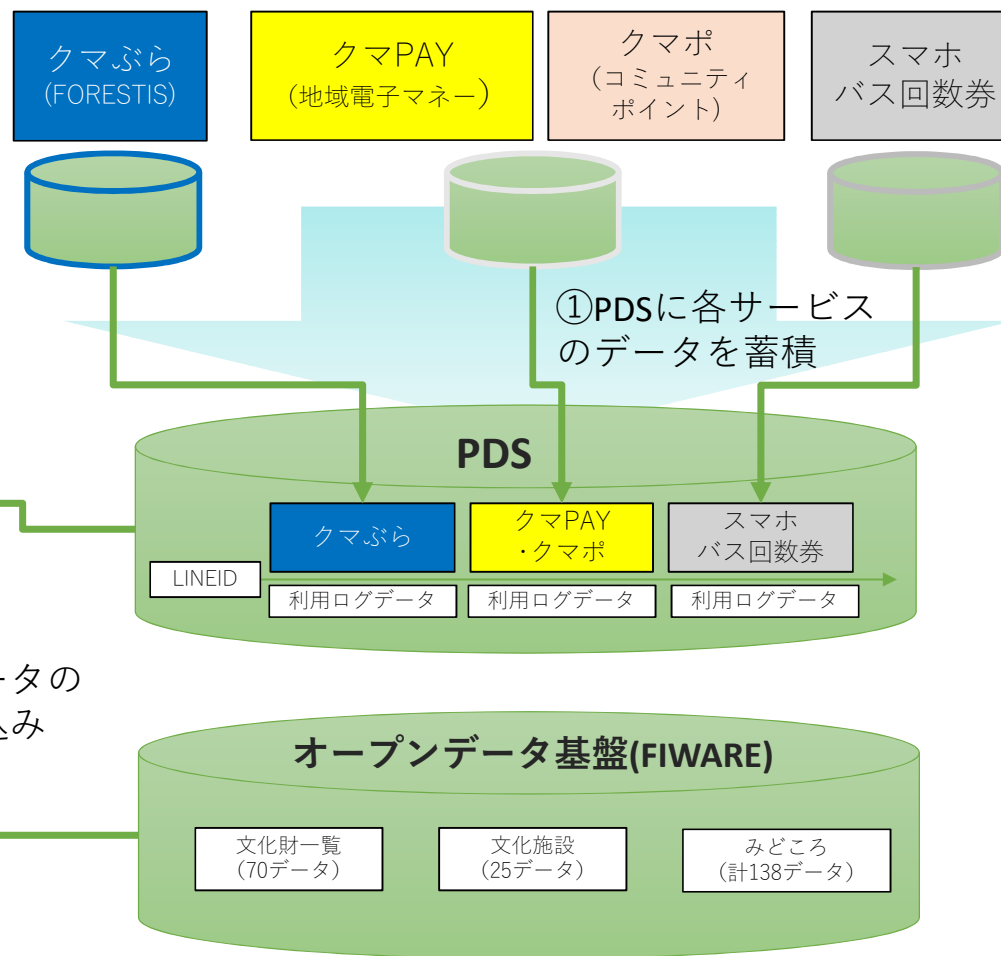 クマぶら
(FORESTIS)
クマPAY
(地域電子マネー)
クマポ
(コミュニティ
ポイント)
スマホ
バス回数券
①PDSに各サービス
のデータを蓄積
PDS
クマぶら
クマPAY
・クマポ
スマホ
バス回数券
LINEID
利用ログデータ
利用ログデータ
利用ログデータ
ータの
込み
オープンデータ基盤(FIWARE)
文化財一覧
(70データ)
文化施設
(25データ)
みどころ
(計138データ)